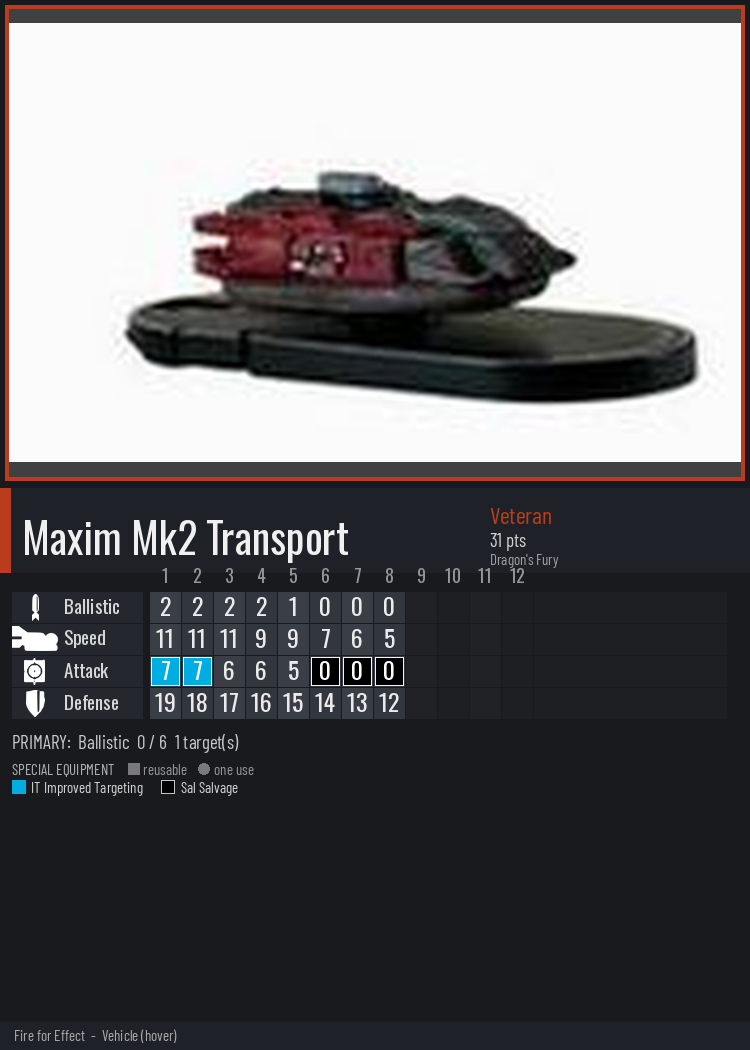 Maxim Mk2 Transport
Veteran
31 pts
Dragon's Fury
1 2 3 4 5 6 7 8 9 10 11 12
Ballistic 2 2 2 2 1 0 0 0
Speed 11 11 11 9 9 7 6 5
Attack 7 7 6 6 5 0 0 0
Defense 19 18 17 16 15 14 13 12
PRIMARY: Ballistic 0 / 6 1 target(s)
SPECIAL EQUIPMENT reusable one use
IT Improved Targeting Sal Salvage
Fire for Effect - Vehicle (hover)